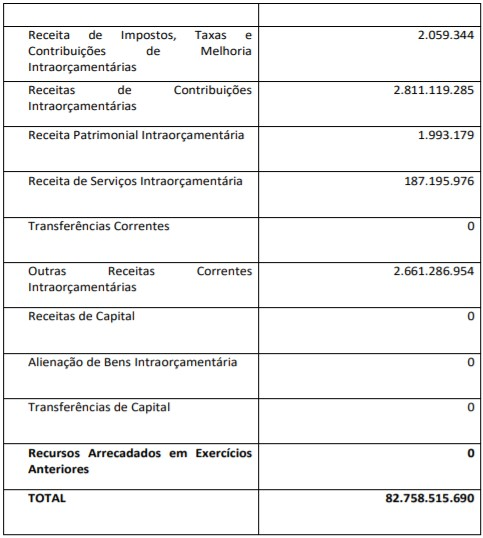 Receita de Impostos, Taxas e 2.059.344
Contribuições de Melhoria
Intraorçamentárias
Receitas de Contribuições 2.811.119.285
Intraorçamentárias
Receita Patrimonial Intraorçamentária 1.993.179
Receita de Serviços Intraorçamentária 187.195.976
Transferências Correntes 0
Outras Receitas Correntes 2.661.286.954
Intraorçamentárias
Receitas de Capital 0
Alienação de Bens Intraorçamentária 0
Transferências de Capital 0
Recursos Arrecadados em Exercícios 0
Anteriores
TOTAL 82.758.515.690